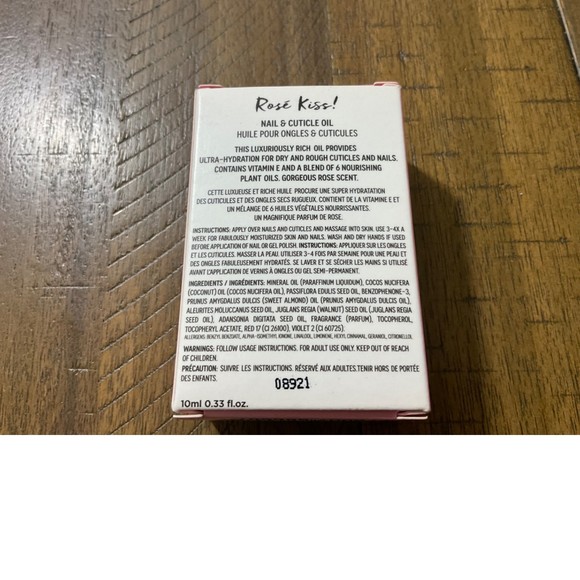 Rosé Kiss!
NAIL & CUTICLE OIL
HUILE POUR ONGLES & CUTICULES
THIS LUXURIOUSLY RICH OIL PROVIDES
ULTRA-HYDRATION FOR DRY AND ROUGH CUTICLES AND NAILS.
CONTAINS VITAMIN E AND A BLEND OF 6 NOURISHING
PLANT OILS. GORGEOUS ROSE SCENT.
CETTE LUXUEUSE ET RICHE HUILE PROCURE UNE SUPER HYDRATATION
DES CUTICULES ET DES ONGLES SECS RUGUEUX. CONTIENT DE LA VITAMINE E ET
UN MÉLANGE DE 6 HUILES VÉGÉTALES NOURRISSANTES.
UN MAGNIFIQUE PARFUM DE ROSE.
INSTRUCTIONS: APPLY OVER NAILS AND CUTICLES AND MASSAGE INTO SKIN. USE 3-4X A
WEEK FOR FABULOUSLY MOISTURIZED SKIN AND NAILS. WASH AND DRY HANDS IF USED
BEFORE APPLICATION OF NAIL OR GEL POLISH. INSTRUCTIONS: APPLIQUER SUR LES ONGLES
ET LES CUTICULES. MASSER LA PEAU. UTILISER 3-4 FOIS PAR SEMAINE POUR UNE PEAU ET
DES ONGLES FABULEUSEMENT HYDRATÉS. SE LAVER ET SE SÉCHER LES MAINS SI UTILISÉ
AVANT L'APPLICATION DE VERNIS À ONGLES OU GEL SEMI-PERMANENT.
INGREDIENTS / INGRÉDIENTS: MINERAL OIL (PARAFFINUM LIQUIDUM), COCOS NUCIFERA
(COCONUT) OIL (COCOS NUCIFERA OIL), PASSIFLORA EDULIS SEED OIL, BENZOPHENONE-3,
PRUNUS AMYGDALUS DULCIS (SWEET ALMOND) OIL (PRUNUS AMYGDALUS DULCIS OIL),
ALEURITES MOLUCCANUS SEED OIL, JUGLANS REGIA (WALNUT) SEED OIL (JUGLANS REGIA
SEED OIL), ADANSONIA DIGITATA SEED OIL, FRAGRANCE (PARFUM), TOCOPHEROL,
TOCOPHERYL ACETATE, RED 17 (CI 26100), VIOLET 2 (CI 60725).
ALLERGENS: BENZYL BENZOATE, ALPHA-ISOMETHYL IONONE, LINALOOL, LIMONENE, HEXYL CINNAMAL, GERANIOL, CITRONELLOL.
WARNINGS: FOLLOW USAGE INSTRUCTIONS. FOR ADULT USE ONLY. KEEP OUT OF REACH
OF CHILDREN.
PRÉCAUTION: SUIVRE LES INSTRUCTIONS. RÉSERVÉ AUX ADULTES.TENIR HORS DE PORTÉE
DES ENFANTS.
08921
10ml 0.33 fl.oz.